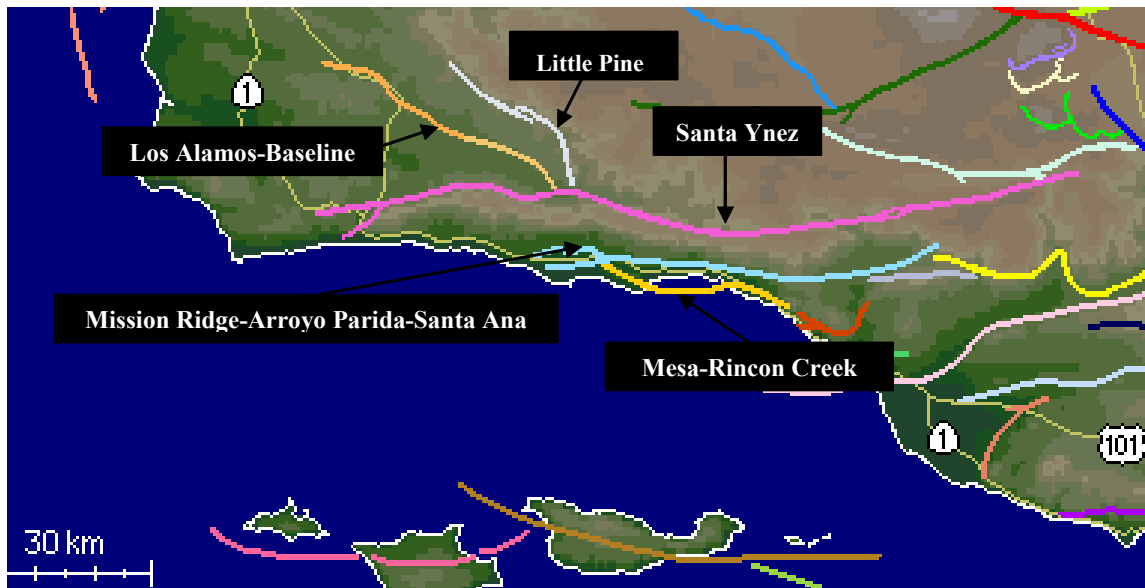 Little Pine
1
Santa Ynez
Los Alamos-Baseline
Mission Ridge-Arroyo Parida-Santa Ana
Mesa-Rincon Creek
1
101
30 km